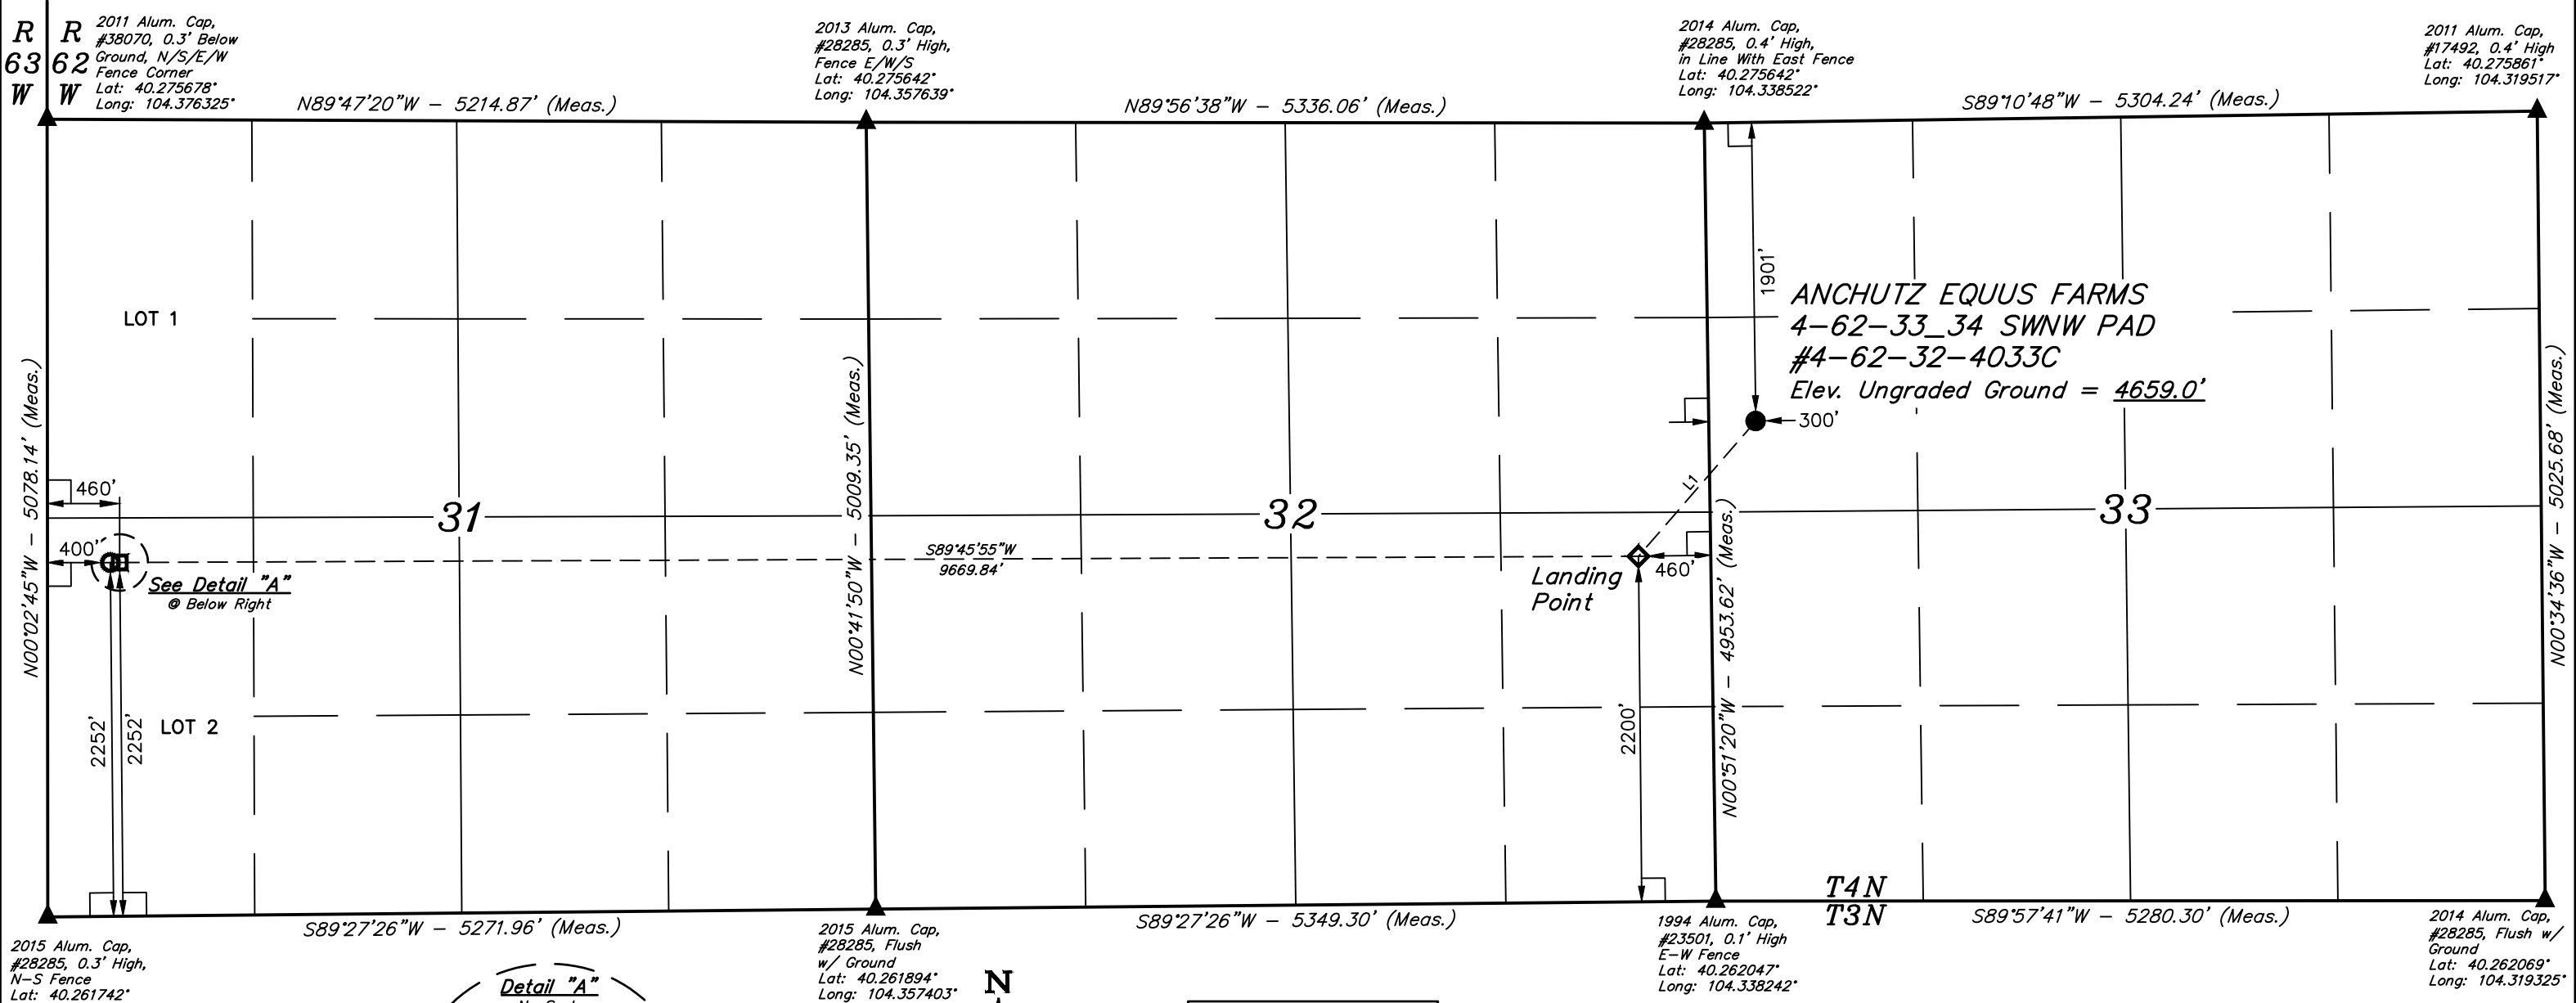 R R
63 62
W W
2011 Alum. Cap,
#38070, 0.3' Below
Ground, N/S/E/W
Fence Corner
Lat: 40.275678°
Long: 104.376325°
2013 Alum. Cap,
#28285, 0.3' High,
Fence E/W/S
Lat: 40.275642°
Long: 104.357639°
2014 Alum. Cap,
#28285, 0.4' High,
in Line With East Fence
Lat: 40.275642°
Long: 104.338522°
2011 Alum. Cap,
#17492, 0.4' High
Lat: 40.275861°
Long: 104.319517°
N89°47'20"W – 5214.87' (Meas.)
N89°56'38"W – 5336.06' (Meas.)
S89°10'48"W – 5304.24' (Meas.)
LOT 1
1901'
ANCHUTZ EQUUS FARMS
4-62-33_34 SWNW PAD
#4-62-32-4033C
Elev. Ungraded Ground = 4659.0'
300'
N00°02'45"W – 5078.14' (Meas.)
N00°41'50"W – 5009.35' (Meas.)
N00°51'20"W – 4953.62' (Meas.)
N00°34'36"W – 5025.68' (Meas.)
460'
L1
31
32
33
400'
See Detail "A"
@ Below Right
S89°45'55"W
9669.84'
Landing
Point
460'
2252'
2252'
LOT 2
2200'
T4N
T3N
S89°27'26"W – 5271.96' (Meas.)
S89°27'26"W – 5349.30' (Meas.)
S89°57'41"W – 5280.30' (Meas.)
2015 Alum. Cap,
#28285, 0.3' High,
N-S Fence
Lat: 40.261742°
Detail "A"
2015 Alum. Cap,
#28285, Flush
w/ Ground
Lat: 40.261894°
Long: 104.357403°
N
1994 Alum. Cap,
#23501, 0.1' High
E-W Fence
Lat: 40.262047°
Long: 104.338242°
2014 Alum. Cap,
#28285, Flush w/
Ground
Lat: 40.262069°
Long: 104.319325°